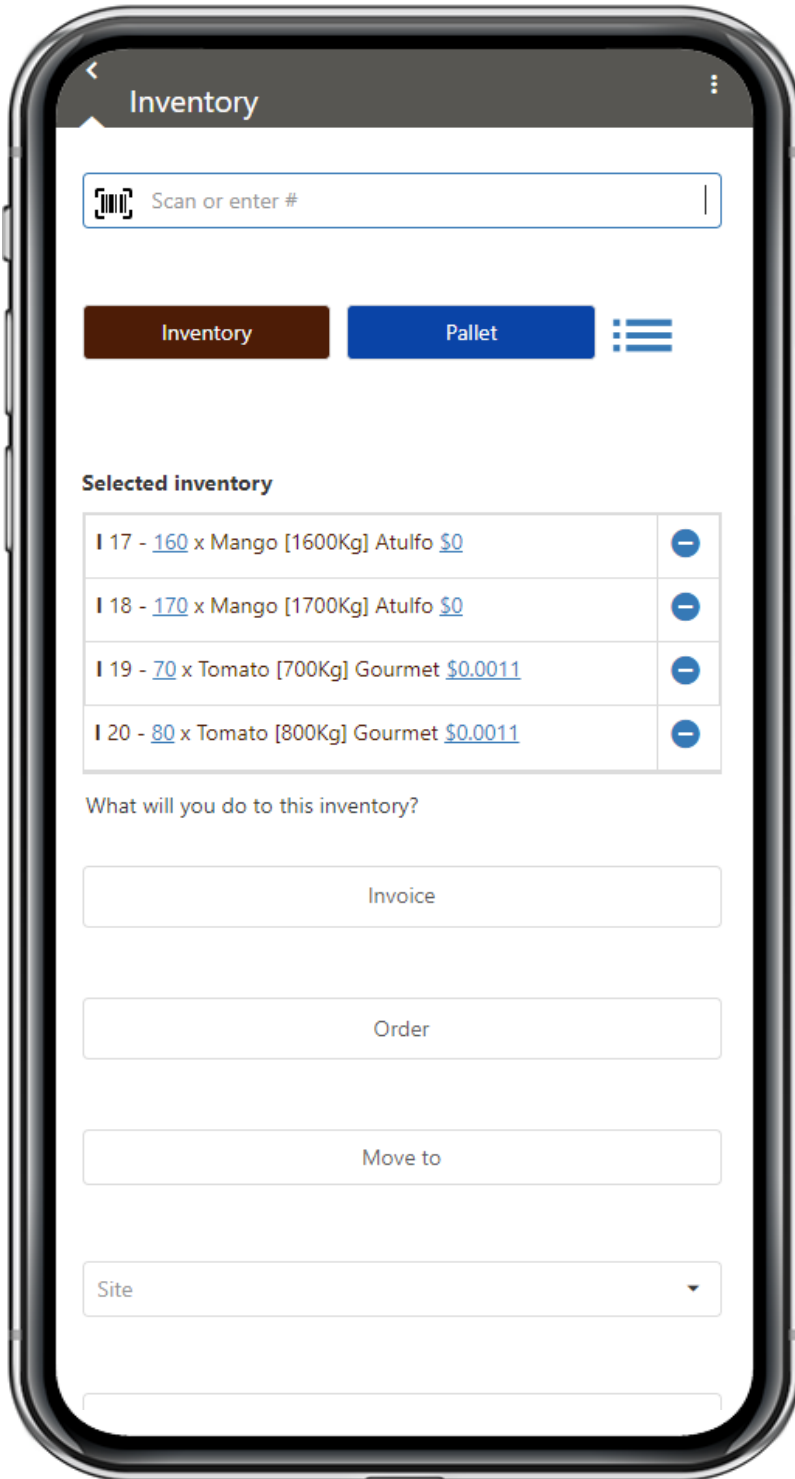 Inventory
Scan or enter #
Inventory
Pallet
Selected inventory
I 17 - 160 x Mango [1600Kg] Atulfo $0
I 18 - 170 x Mango [1700Kg] Atulfo $0
I 19 - 70 x Tomato [700Kg] Gourmet $0.0011
I 20 - 80 x Tomato [800Kg] Gourmet $0.0011
What will you do to this inventory?
Invoice
Order
Move to
Site